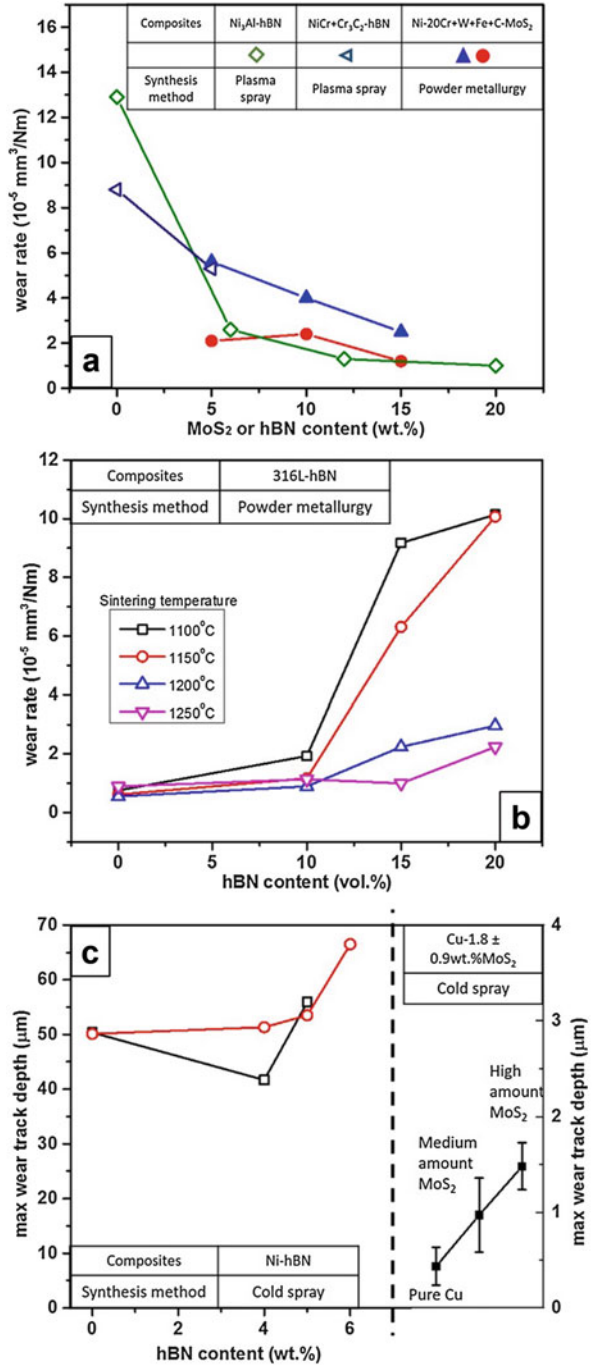 Composites Ni₃Al-hBN NiCr+Cr₃C₂-hBN Ni-20Cr+W+Fe+C-MoS₂
Synthesis method Plasma spray Plasma spray Powder metallurgy
16
14
12
10
8
6
4
2
0
wear rate (10⁻⁵ mm³/Nm)
a
0 5 10 15 20
MoS₂ or hBN content (wt.%)
12
10
8
6
4
2
0
wear rate (10⁻⁵ mm³/Nm)
Composites 316L-hBN
Synthesis method Powder metallurgy
Sintering temperature
1100°C
1150°C
1200°C
1250°C
b
0 5 10 15 20
hBN content (vol.%)
70
60
50
40
30
20
10
0
max wear track depth (μm)
c
Composites Ni-hBN
Synthesis method Cold spray
0 2 4 6
hBN content (wt.%)
Cu-1.8 ± 0.9wt.%MoS₂
Cold spray
High amount MoS₂
Medium amount MoS₂
Pure Cu
4
3
2
1
0
max wear track depth (μm)